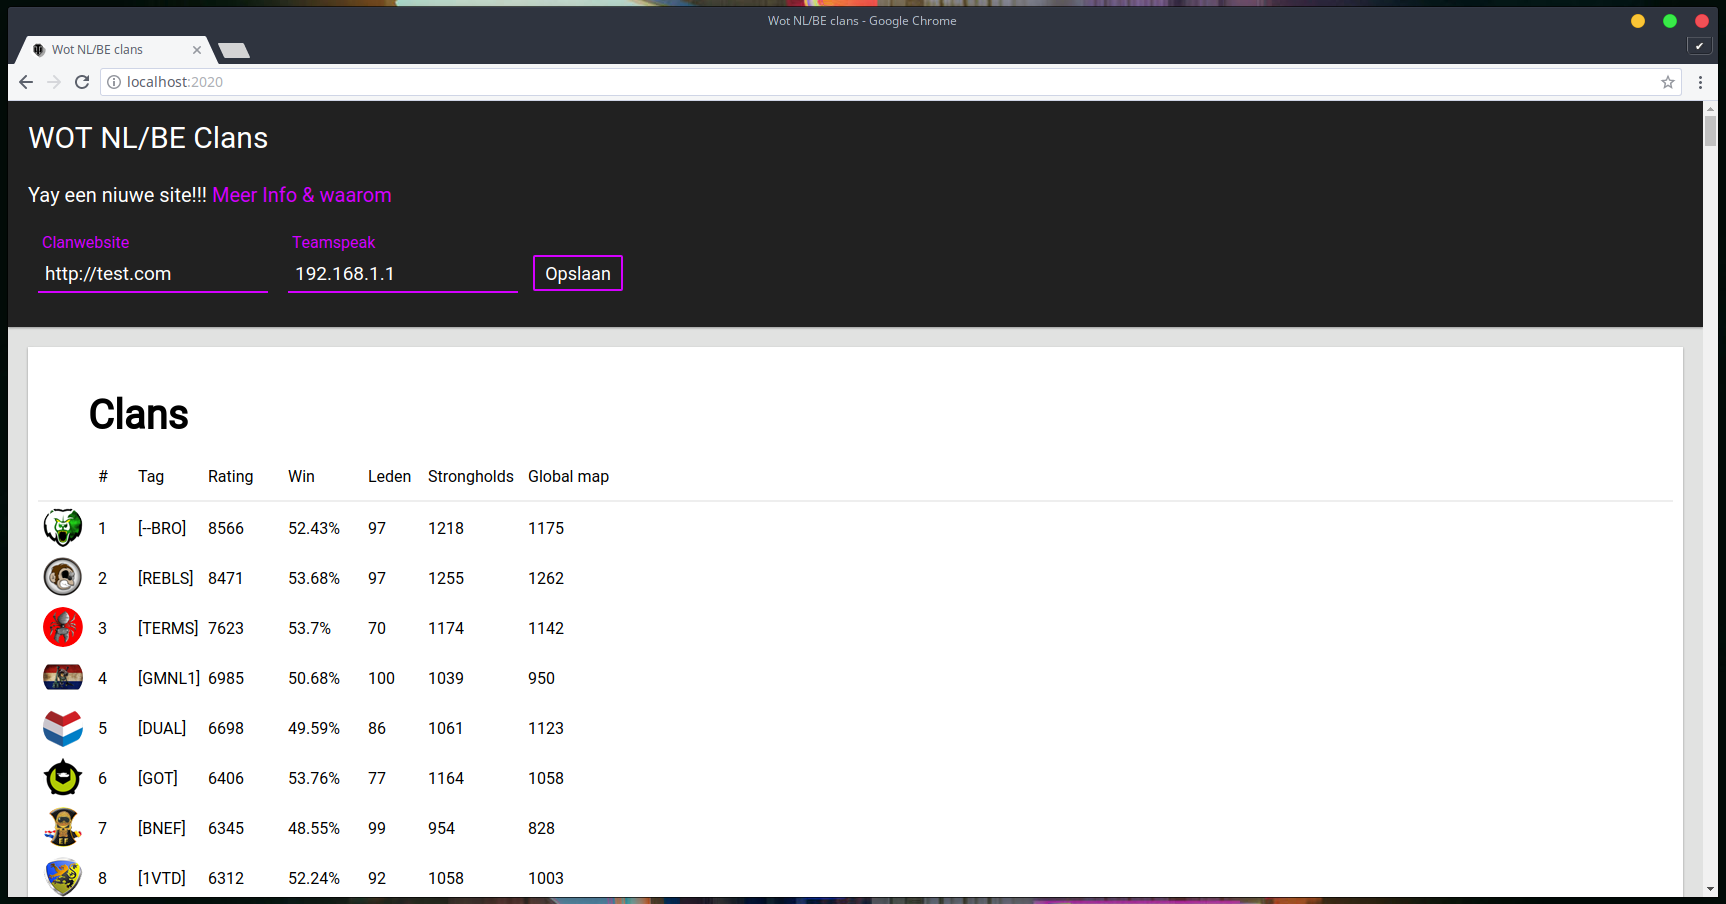 Wot NL/BE clans - Google Chrome
Wot NL/BE clans
localhost:2020
WOT NL/BE Clans
Yay een niuwe site!!! Meer Info & waarom
Clanwebsite Teamspeak
http://test.com 192.168.1.1 Opslaan
Clans
# Tag Rating Win Leden Strongholds Global map
1 [--BRO] 8566 52.43% 97 1218 1175
2 [REBLS] 8471 53.68% 97 1255 1262
3 [TERMS] 7623 53.7% 70 1174 1142
4 [GMNL1] 6985 50.68% 100 1039 950
5 [DUAL] 6698 49.59% 86 1061 1123
6 [GOT] 6406 53.76% 77 1164 1058
7 [BNEF] 6345 48.55% 99 954 828
8 [1VTD] 6312 52.24% 92 1058 1003